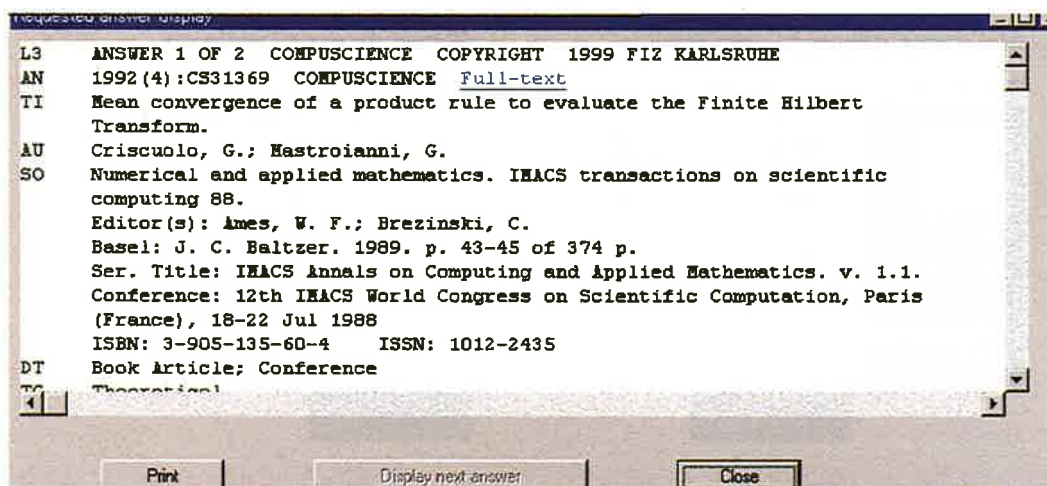 Requested answer display
L3 ANSWER 1 OF 2 COMPUSCIENCE COPYRIGHT 1999 FIZ KARLSRUHE
AN 1992(4):CS31369 COMPUSCIENCE Full-text
TI Mean convergence of a product rule to evaluate the Finite Hilbert
Transform.
AU Criscuolo, G.; Mastroianni, G.
SO Numerical and applied mathematics. IMACS transactions on scientific
computing 88.
Editor(s): Ames, W. F.; Brezinski, C.
Basel: J. C. Baltzer. 1989. p. 43-45 of 374 p.
Ser. Title: IMACS Annals on Computing and Applied Mathematics. v. 1.1.
Conference: 12th IMACS World Congress on Scientific Computation, Paris
(France), 18-22 Jul 1988
ISBN: 3-905-135-60-4 ISSN: 1012-2435
DT Book Article; Conference
TC Theoretical
Print Display next answer Close